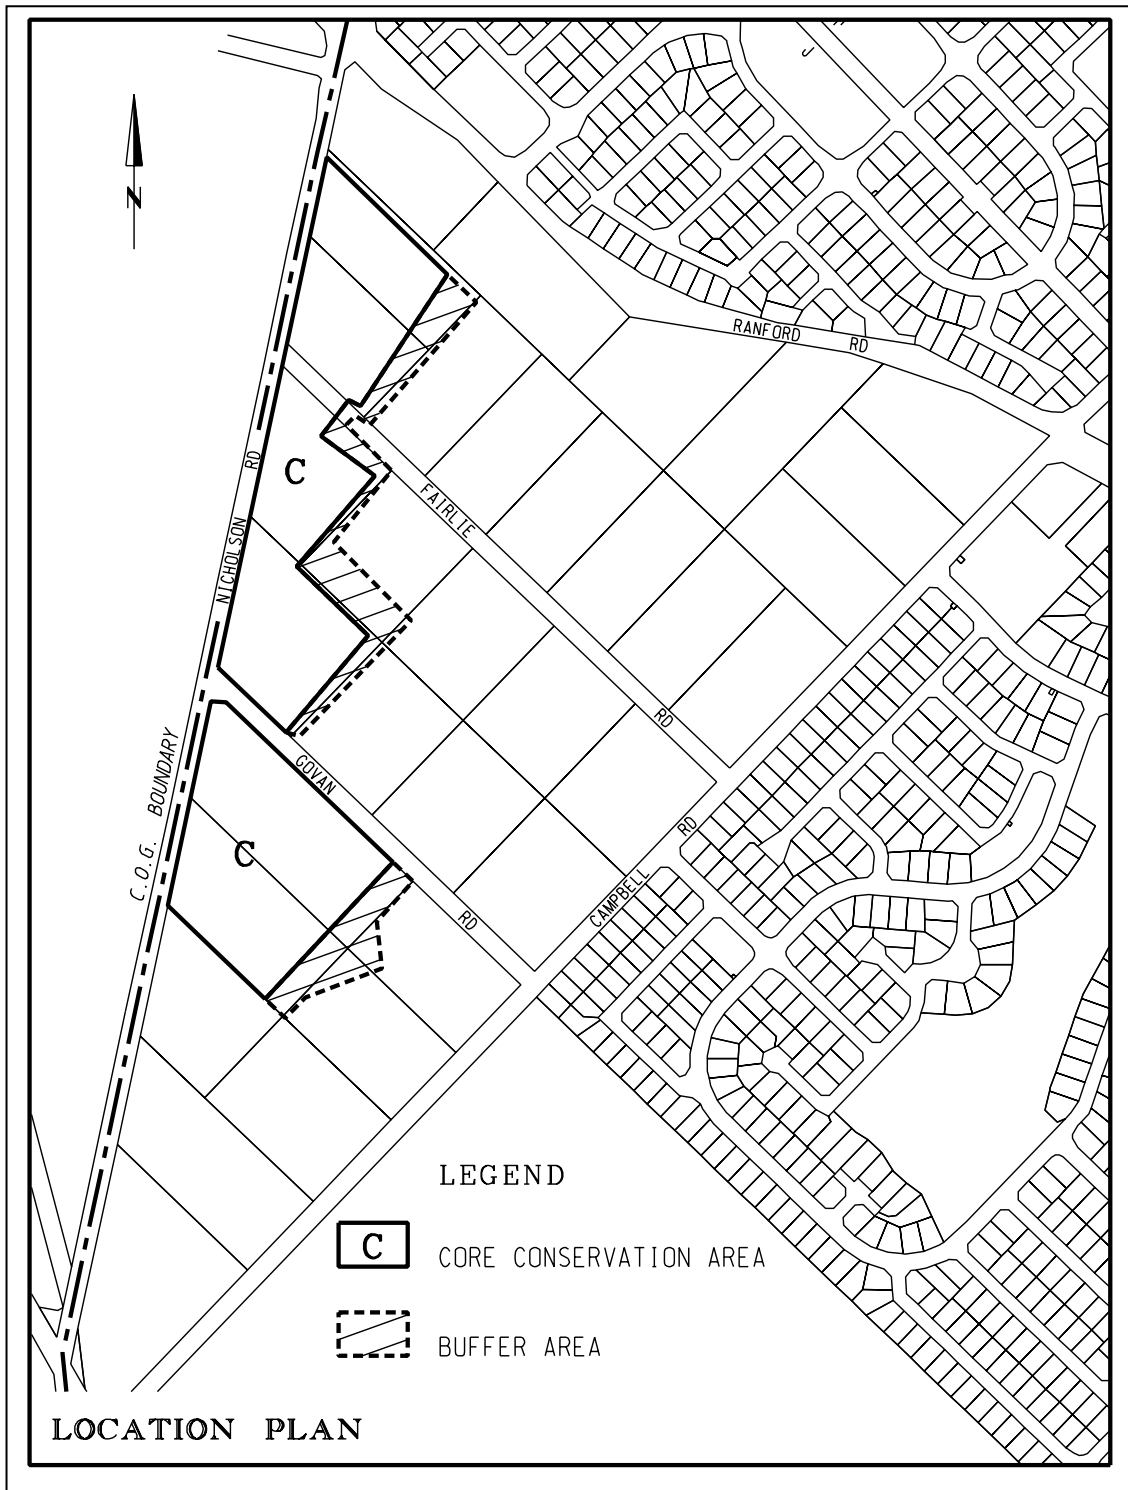 N
RANFORD RD
NICHOLSON RD
C
FAIRLIE RD
C.O.G. BOUNDARY
GOVAN RD
C
CAMPBELL RD
LEGEND
C CORE CONSERVATION AREA
BUFFER AREA
LOCATION PLAN